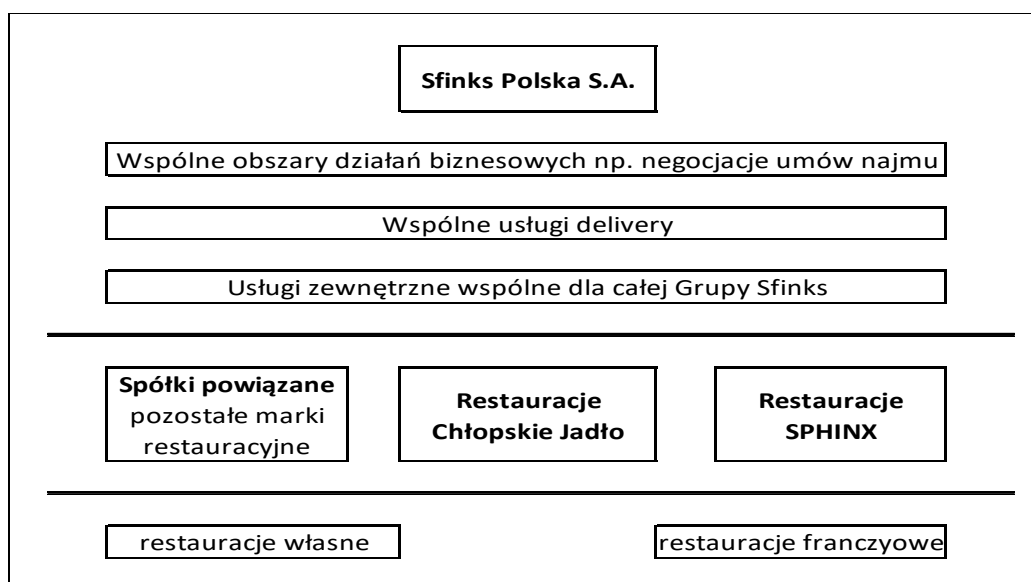 Sfinks Polska S.A.
Wspólne obszary działań biznesowych np. negocjacje umów najmu
Wspólne usługi delivery
Usługi zewnętrzne wspólne dla całej Grupy Sfinks
Spółki powiązane
pozostałe marki
restauracyjne
Restauracje
Chłopskie Jadło
Restauracje
SPHINX
restauracje własne
restauracje franczyowe